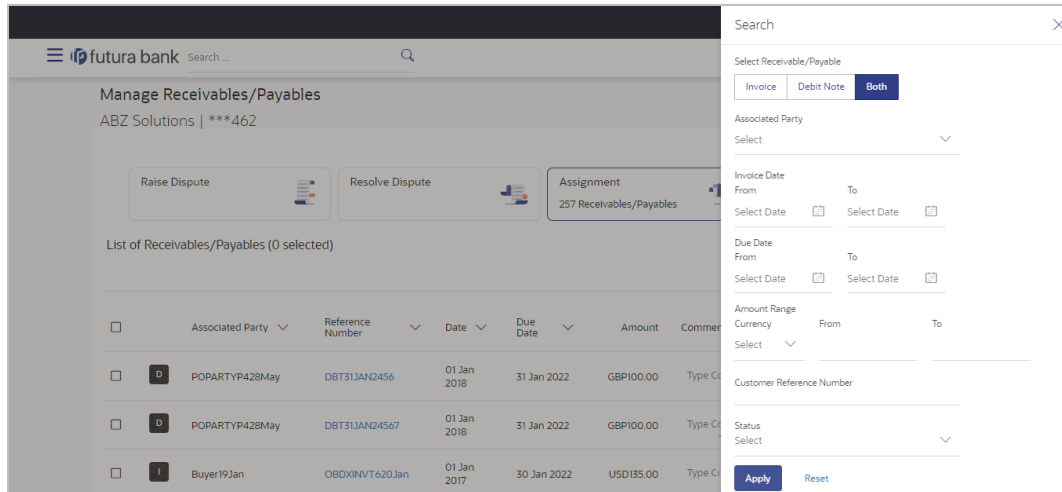 futura bank
Search ...
Manage Receivables/Payables
ABZ Solutions | ***462
Raise Dispute
Resolve Dispute
Assignment
257 Receivables/Payables
List of Receivables/Payables (0 selected)
Associated Party Reference Number Date Due Date Amount
D POPARTYP428May DBT31JAN2456 01 Jan 2018 31 Jan 2022 GBP100.00 Type
D POPARTYP428May DBT31JAN24567 01 Jan 2018 31 Jan 2022 GBP100.00 Type
I Buyer19Jan OBDXINVT620Jan 01 Jan 2017 30 Jan 2022 USD135.00 Type
Search
Select Receivable/Payable
Invoice Debit Note Both
Associated Party
Select
Invoice Date
From To
Select Date Select Date
Due Date
From To
Select Date Select Date
Amount Range
Currency From To
Select
Customer Reference Number
Status
Select
Apply Reset